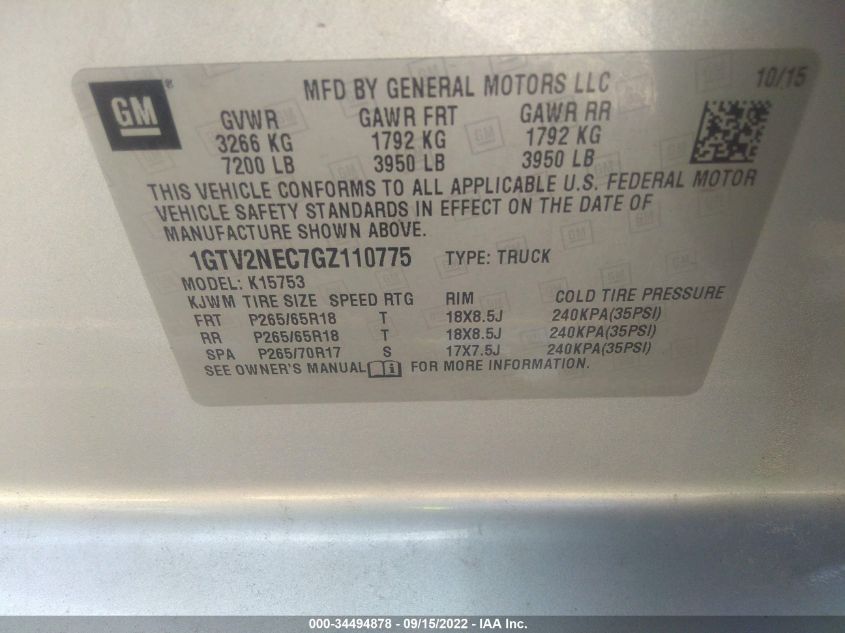 GM ® MFD BY GENERAL MOTORS LLC 10/15
GVWR GAWR FRT GAWR RR
3266 KG 1792 KG 1792 KG
7200 LB 3950 LB 3950 LB
THIS VEHICLE CONFORMS TO ALL APPLICABLE U.S. FEDERAL MOTOR
VEHICLE SAFETY STANDARDS IN EFFECT ON THE DATE OF
MANUFACTURE SHOWN ABOVE.
1GTV2NEC7GZ110775 TYPE: TRUCK
MODEL: K15753
KJWM TIRE SIZE SPEED RTG RIM COLD TIRE PRESSURE
FRT P265/65R18 T 18X8.5J 240KPA(35PSI)
RR P265/65R18 T 18X8.5J 240KPA(35PSI)
SPA P265/70R17 S 17X7.5J 240KPA(35PSI)
SEE OWNER'S MANUAL i FOR MORE INFORMATION.
000-34494878 - 09/15/2022 - IAA Inc.